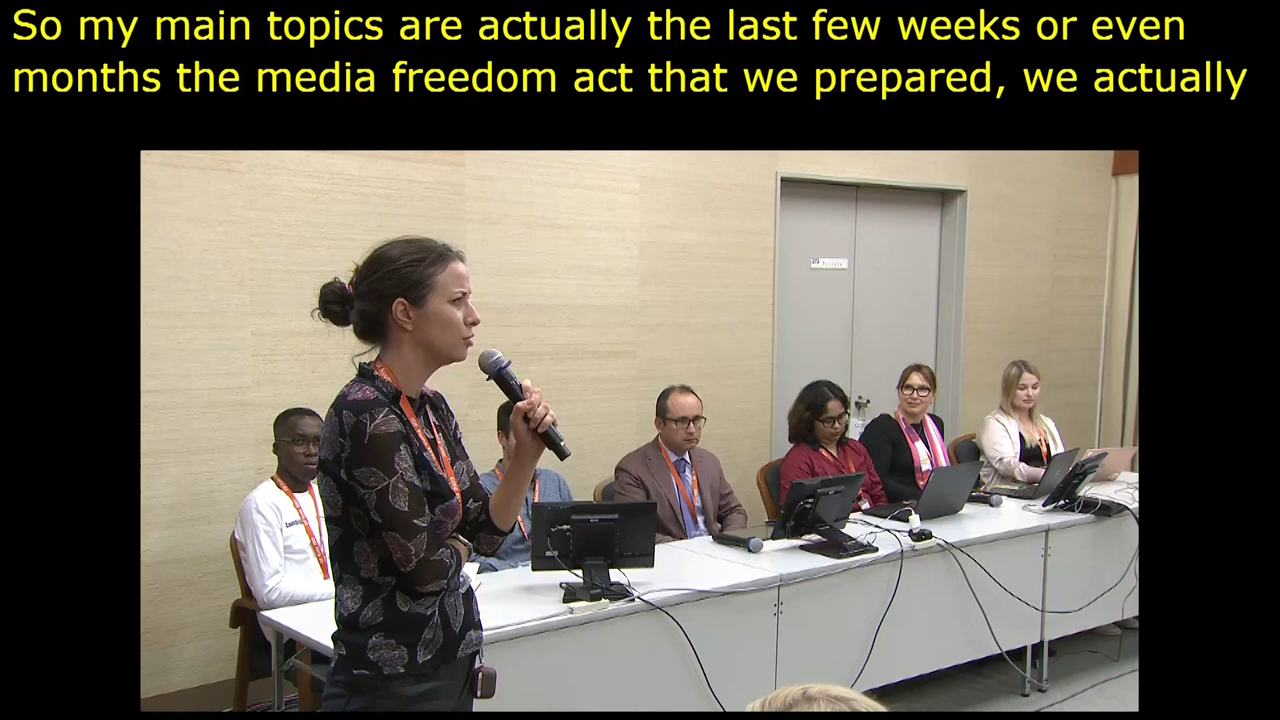 So my main topics are actually the last few weeks or even
months the media freedom act that we prepared, we actually